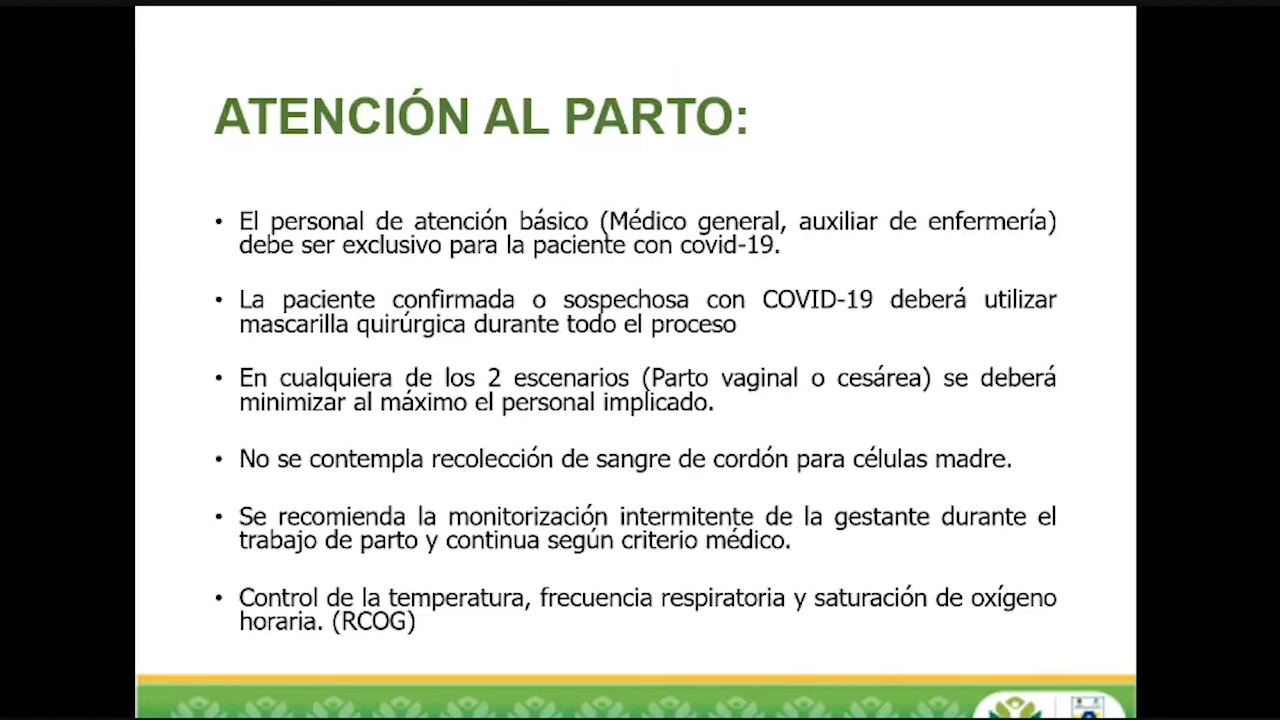 ATENCIÓN AL PARTO:
• El personal de atención básico (Médico general, auxiliar de enfermería)
debe ser exclusivo para la paciente con covid-19.
• La paciente confirmada o sospechosa con COVID-19 deberá utilizar
mascarilla quirúrgica durante todo el proceso
• En cualquiera de los 2 escenarios (Parto vaginal o cesárea) se deberá
minimizar al máximo el personal implicado.
• No se contempla recolección de sangre de cordón para células madre.
• Se recomienda la monitorización intermitente de la gestante durante el
trabajo de parto y continua según criterio médico.
• Control de la temperatura, frecuencia respiratoria y saturación de oxígeno
horaria. (RCOG)